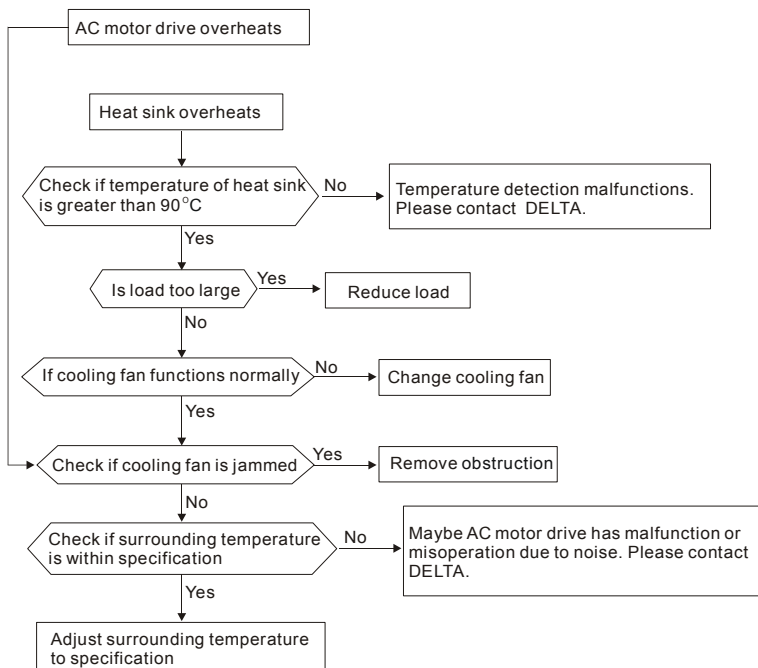 AC motor drive overheats
Heat sink overheats
Check if temperature of heat sink
is greater than 90°C
No
Temperature detection malfunctions.
Please contact DELTA.
Yes
Is load too large
Yes
Reduce load
No
If cooling fan functions normally
No
Change cooling fan
Yes
Check if cooling fan is jammed
Yes
Remove obstruction
No
Check if surrounding temperature
is within specification
No
Maybe AC motor drive has malfunction or
misoperation due to noise. Please contact
DELTA.
Yes
Adjust surrounding temperature
to specification